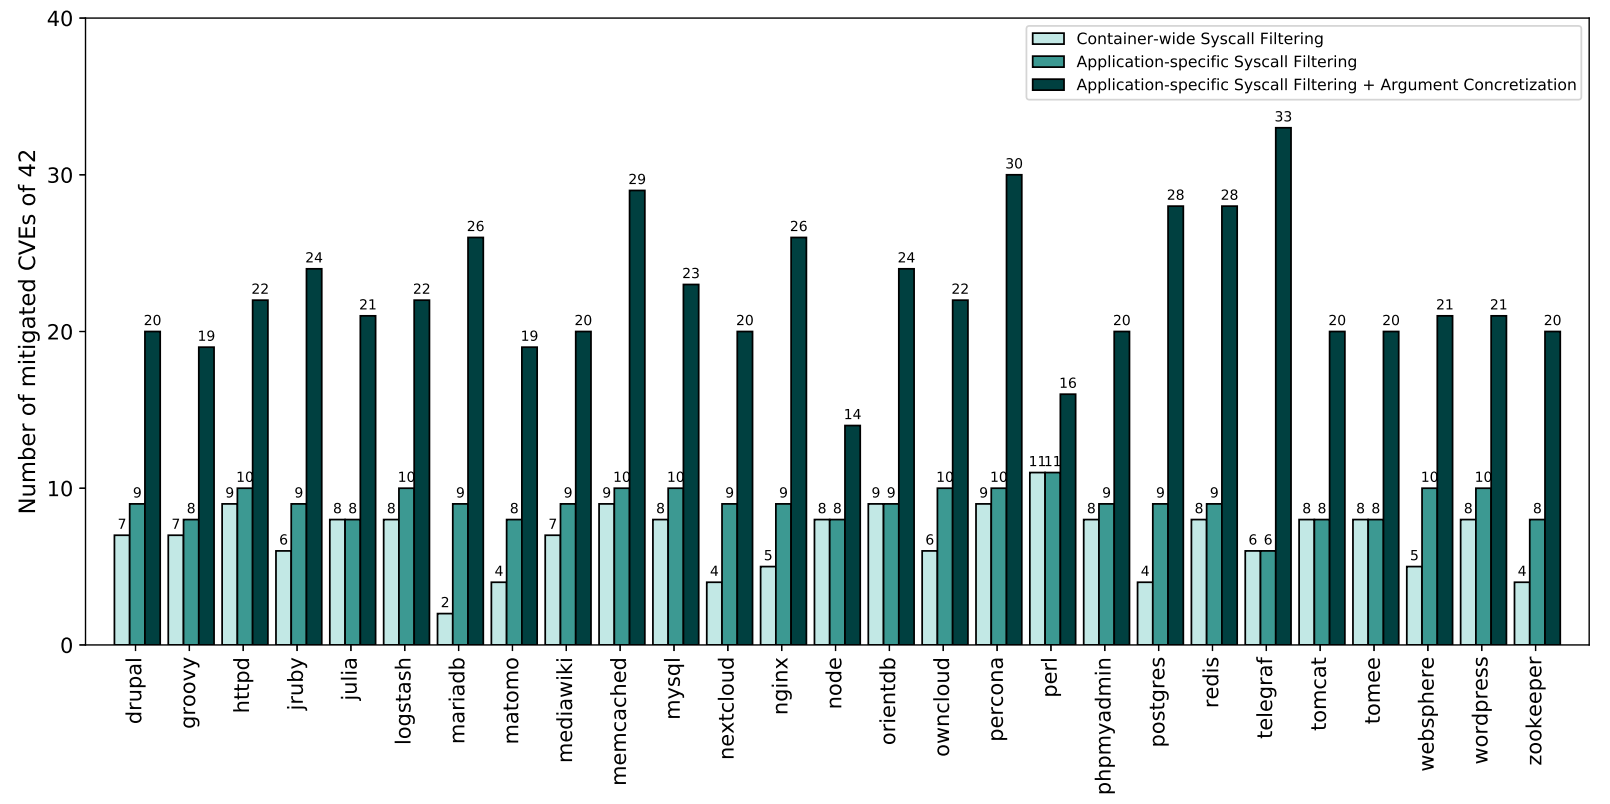 Number of mitigated CVEs of 42
40
30
20
10
0
Container-wide Syscall Filtering
Application-specific Syscall Filtering
Application-specific Syscall Filtering + Argument Concretization
7 9 20
7 8 19
9 10 22
6 9 24
8 8 21
8 10 22
2 9 26
4 8 19
7 9 20
9 10 29
8 10 23
4 9 20
5 9 26
8 8 14
9 9 24
6 10 22
9 10 30
11 11 16
8 9 20
4 9 28
8 9 28
6 6 33
8 8 20
8 8 20
5 10 21
8 10 21
4 8 20
drupal
groovy
httpd
jruby
julia
logstash
mariadb
matomo
mediawiki
memcached
mysql
nextcloud
nginx
node
orientdb
owncloud
percona
perl
phpmyadmin
postgres
redis
telegraf
tomcat
tomee
websphere
wordpress
zookeeper